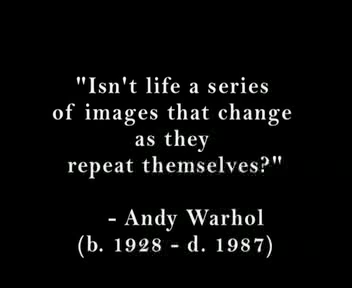 "Isn't life a series
of images that change
as they
repeat themselves?"
- Andy Warhol
(b. 1928 - d. 1987)